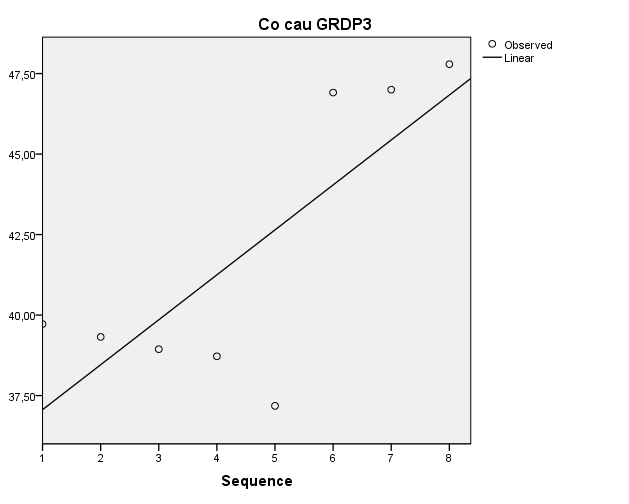 Co cau GRDP3
Observed
Linear
47,50
45,00
42,50
40,00
37,50
1 2 3 4 5 6 7 8
Sequence